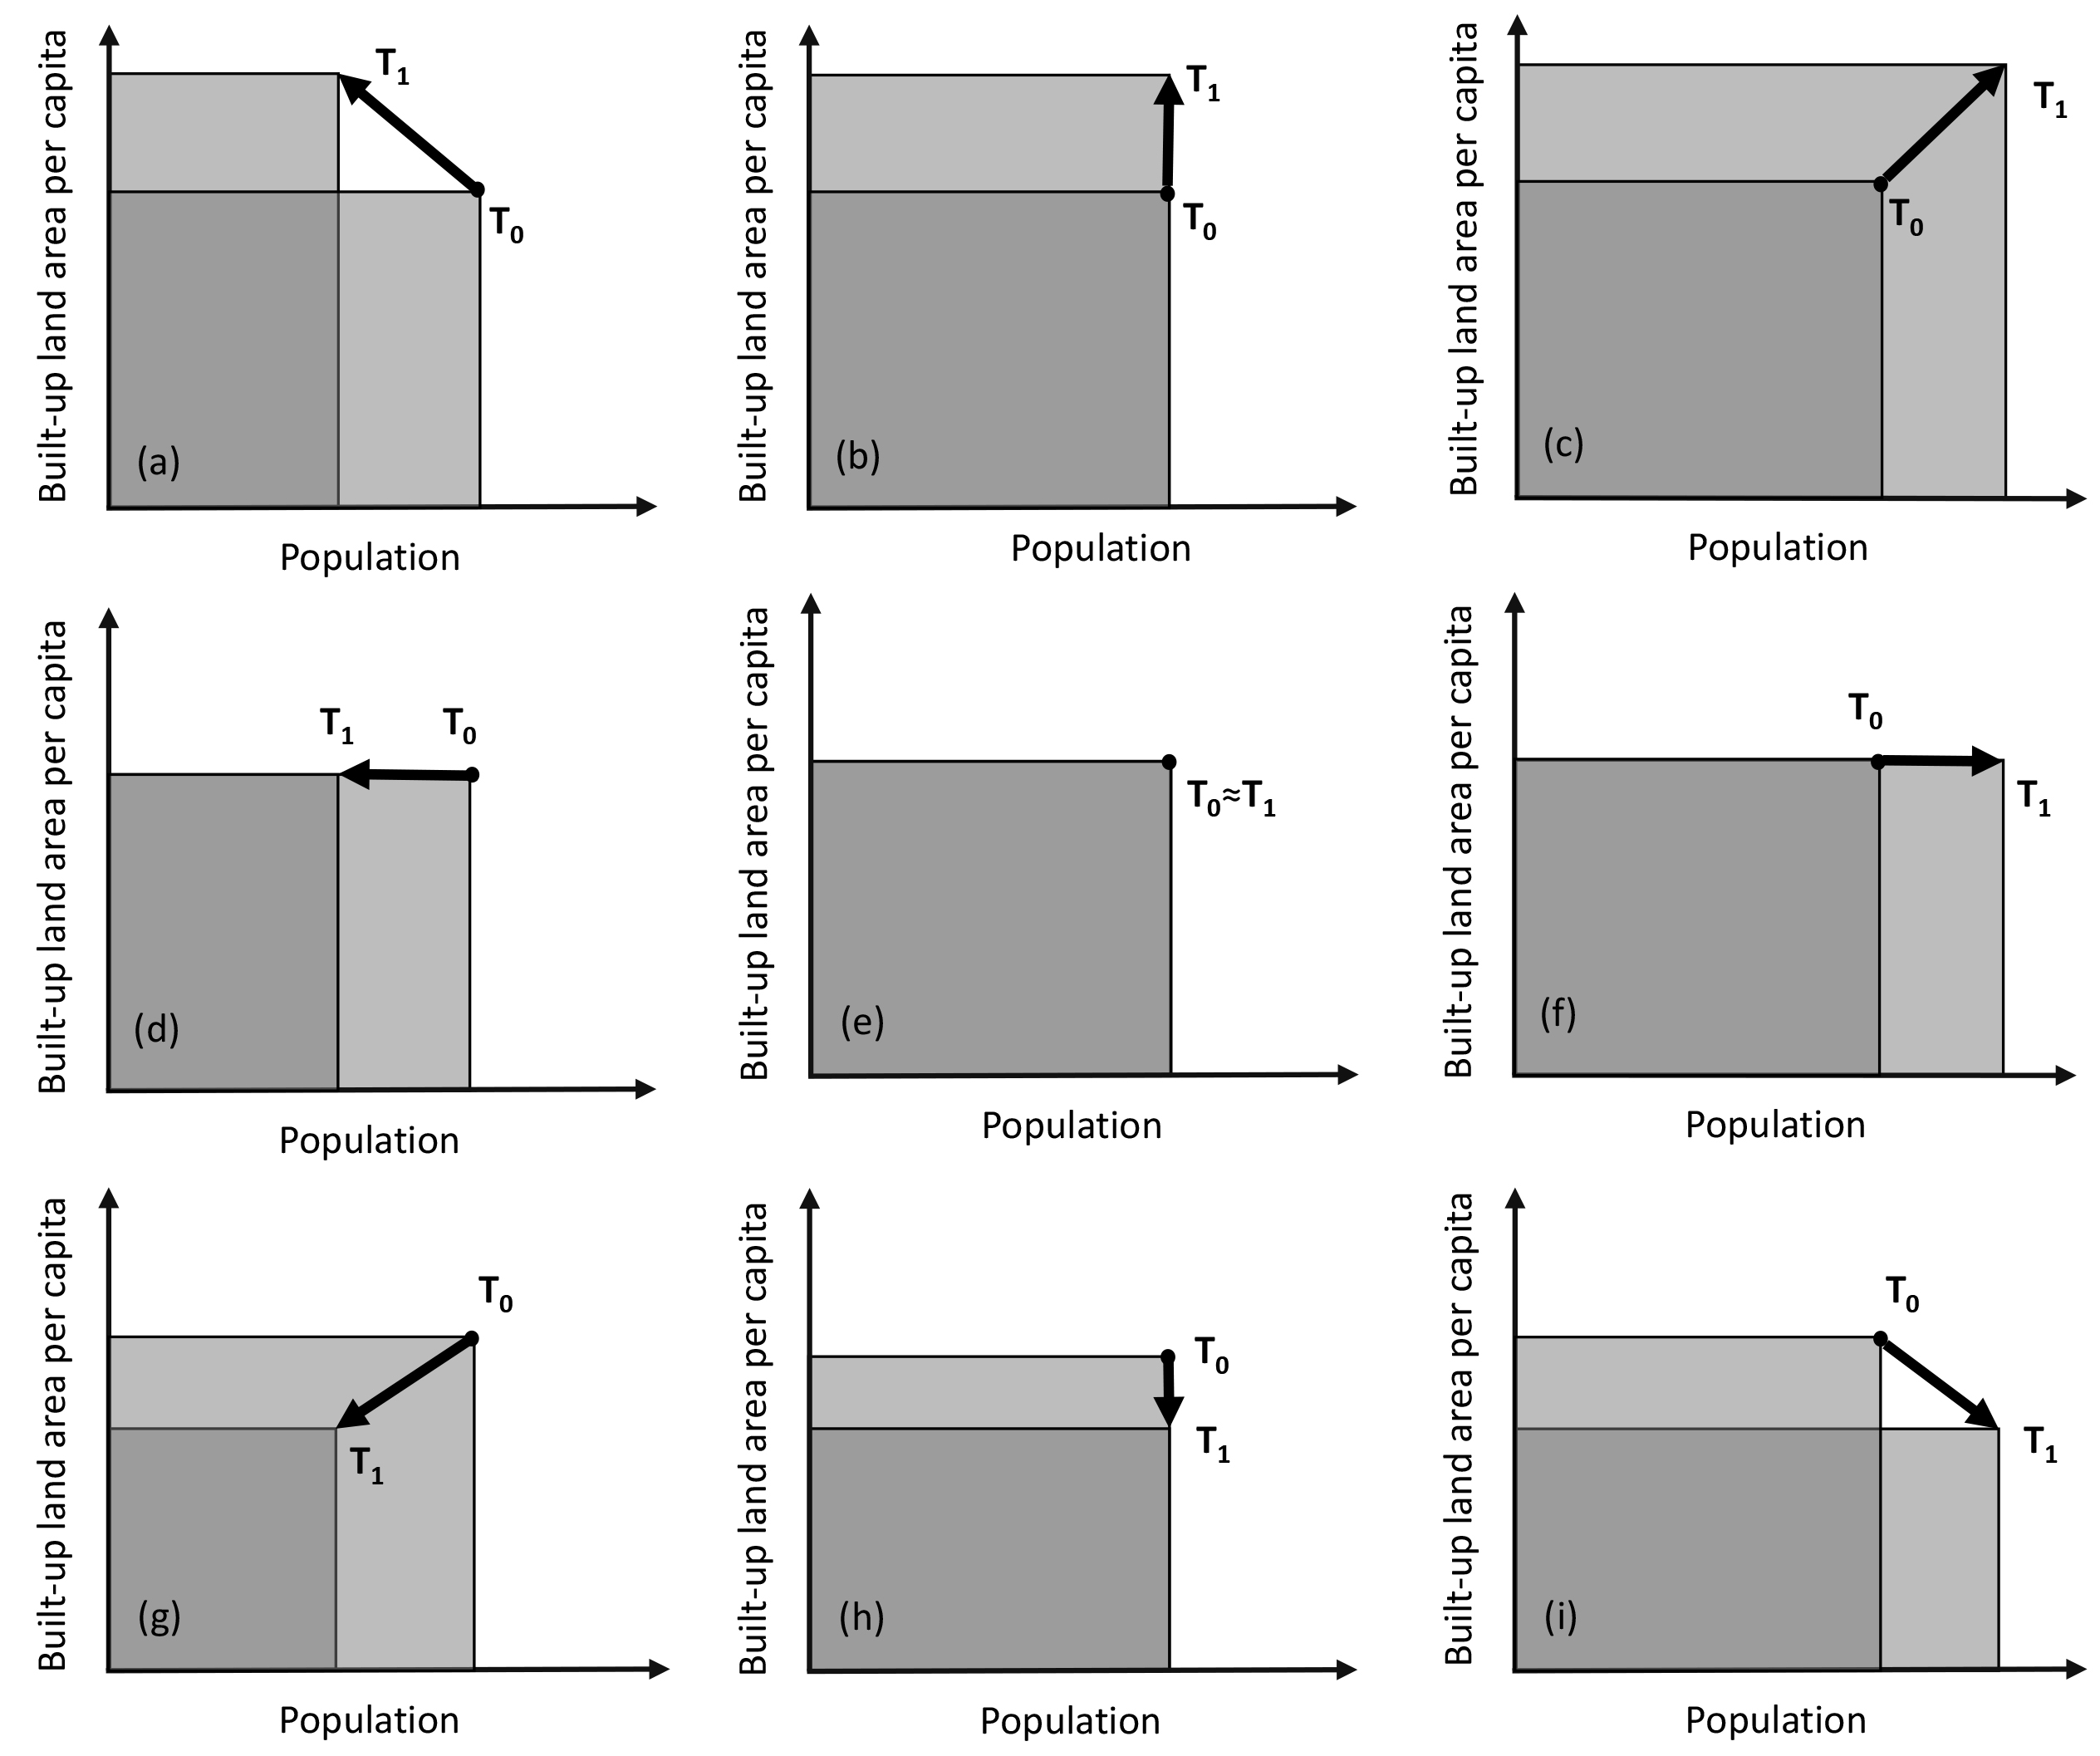 Built-up land area per capita
T1
T0
(a)
Population
Built-up land area per capita
T1
T0
(b)
Population
Built-up land area per capita
T1
T0
(c)
Population
Built-up land area per capita
T1
T0
(d)
Population
Built-up land area per capita
T0≈T1
(e)
Population
Built-up land area per capita
T0
T1
(f)
Population
Built-up land area per capita
T0
T1
(g)
Population
Built-up land area per capita
T0
T1
(h)
Population
Built-up land area per capita
T0
T1
(i)
Population